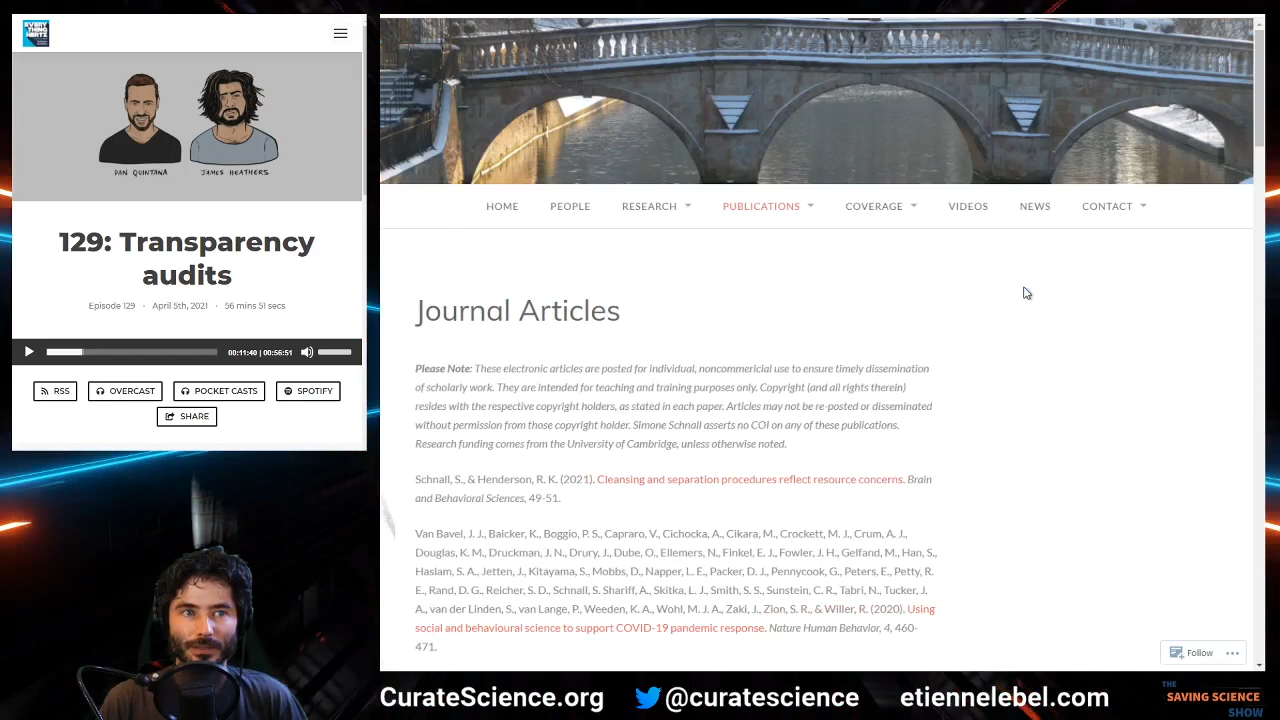 EVERY
THING
HERTZ
DAN QUINTANA
JAMES HEATHERS
129: Transparency
audits
Episode 129 • April 5th, 2021 • 56 mins 51 secs
00:11:40 | 00:56:51
RSS
OVERCAST
POCKET CASTS
SPOTIFY
SHARE
HOME
PEOPLE
RESEARCH
PUBLICATIONS
COVERAGE
VIDEOS
NEWS
CONTACT
Journal Articles
Please Note: These electronic articles are posted for individual, noncommericial use to ensure timely dissemination
of scholarly work. They are intended for teaching and training purposes only. Copyright (and all rights therein)
resides with the respective copyright holders, as stated in each paper. Articles may not be re-posted or disseminated
without permission from those copyright holder. Simone Schnall asserts no COI on any of these publications.
Research funding comes from the University of Cambridge, unless otherwise noted.
Schnall, S., & Henderson, R. K. (2021). Cleansing and separation procedures reflect resource concerns. Brain
and Behavioral Sciences, 49-51.
Van Bavel, J. J., Baicker, K., Boggio, P. S., Capraro, V., Cichocka, A., Cikara, M., Crockett, M. J., Crum, A. J.,
Douglas, K. M., Druckman, J. N., Drury, J., Dube, O., Ellemers, N., Finkel, E. J., Fowler, J. H., Gelfand, M., Han, S.,
Haslam, S. A., Jetten, J., Kitayama, S., Mobbs, D., Napper, L. E., Packer, D. J., Pennycook, G., Peters, E., Petty, R.
E., Rand, D. G., Reicher, S. D., Schnall, S. Shariff, A., Skitka, L. J., Smith, S. S., Sunstein, C. R., Tabri, N., Tucker, J.
A., van der Linden, S., van Lange, P., Weeden, K. A., Wohl, M. J. A., Zaki, J., Zion, S. R., & Willer, R. (2020). Using
social and behavioural science to support COVID-19 pandemic response. Nature Human Behavior, 4, 460-
471.
Follow
CurateScience.org
@curatescience
etiennelebel.com
THE
SAVING SCIENCE
SHOW